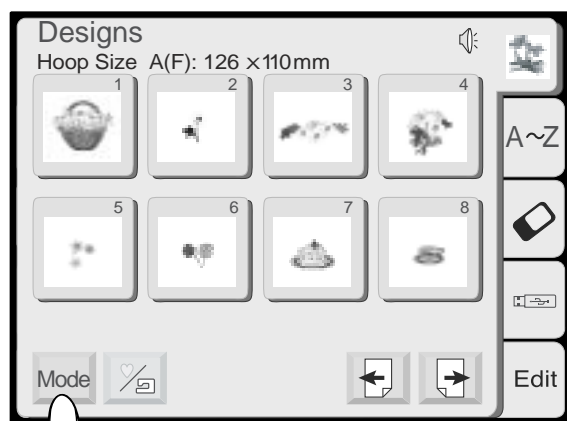 Designs
Hoop Size A(F): 126 ×110mm
1 2 3 4
A~Z
5 6 7 8
Mode
Edit